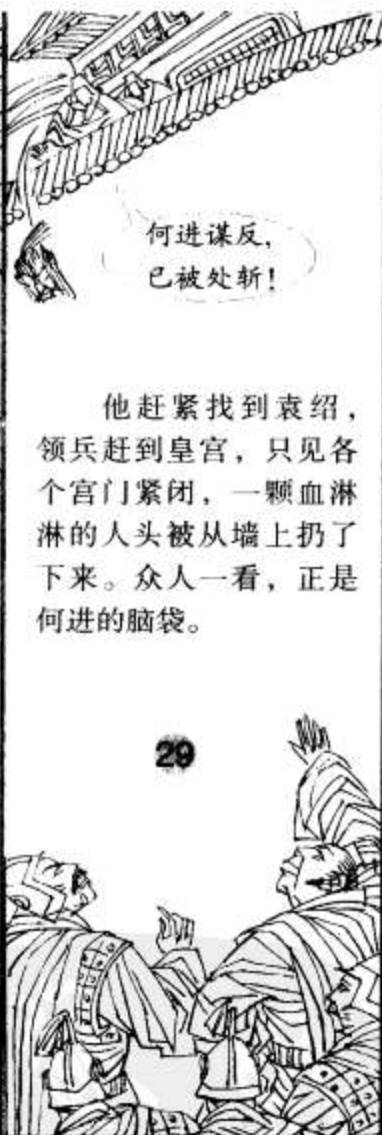 何进谋反，
已被处斩！
他赶紧找到袁绍，
领兵赶到皇宫，只见各
个宫门紧闭，一颗血淋
淋的人头被从墙上扔了
下来。众人一看，正是
何进的脑袋。
29